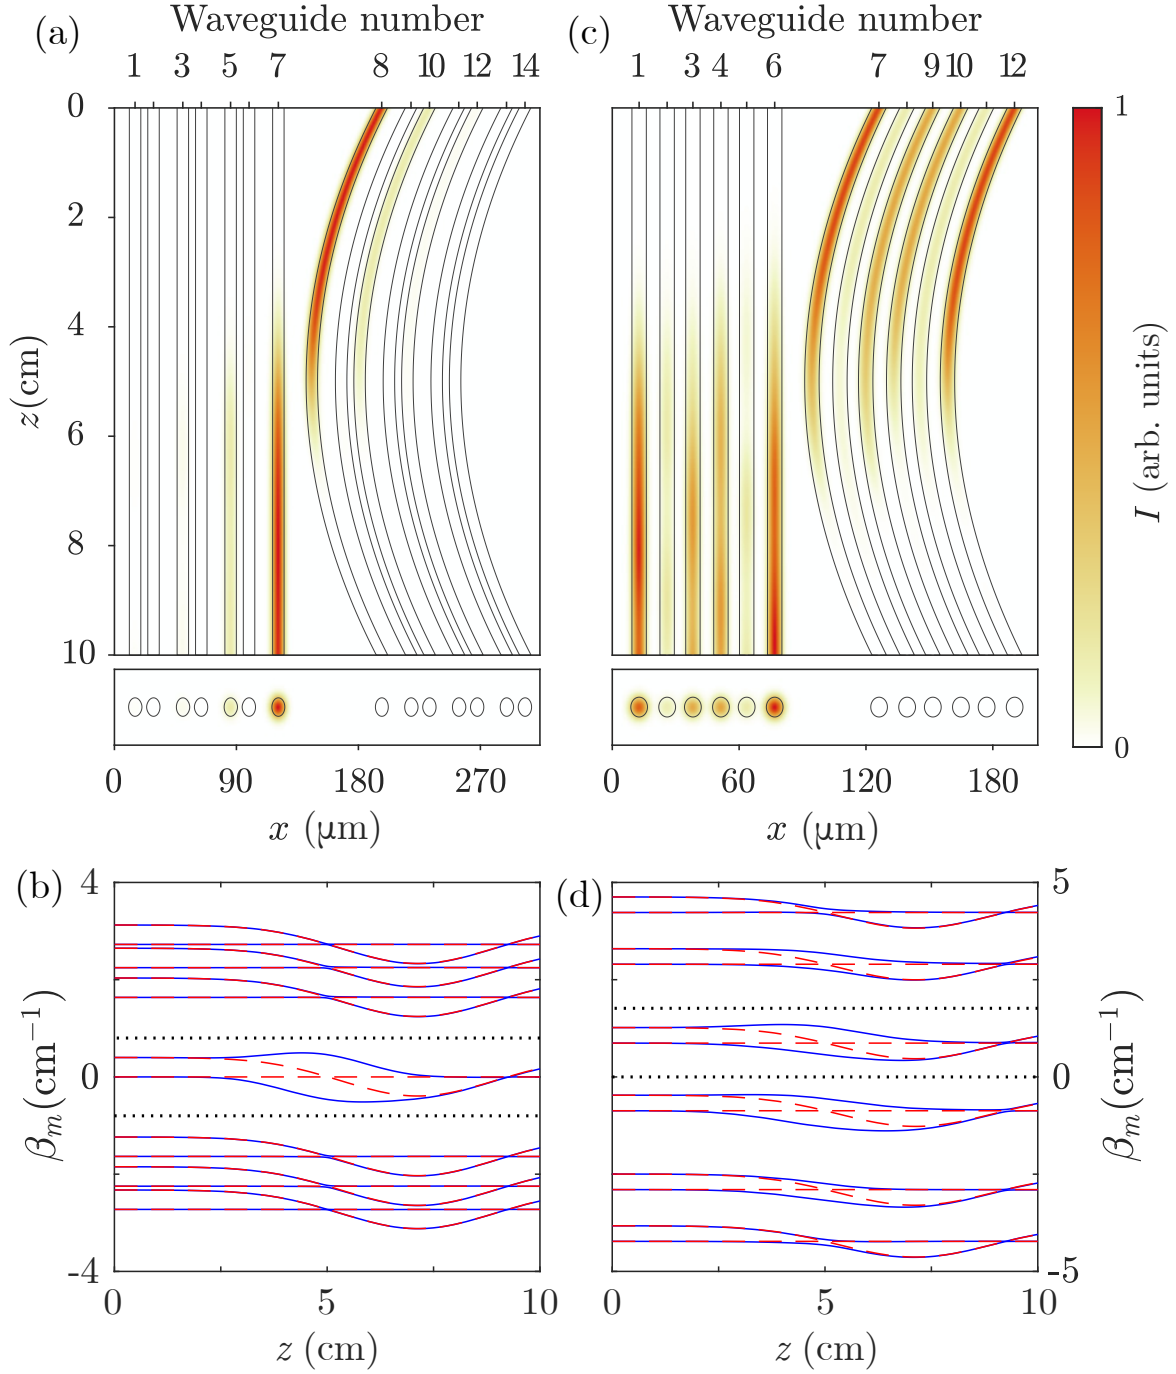 (a) Waveguide number (c) Waveguide number
1 3 5 7 8 10 12 14 1 3 4 6 7 9 10 12
0 1
2
4
z(cm) I (arb. units)
6
8
10
0
0 90 180 270 0 60 120 180
x (μm) x (μm)
(b) 4 (d) 5
βm(cm−1) 0 0 βm(cm−1)
-4 -5
0 5 10 0 5 10
z (cm) z (cm)